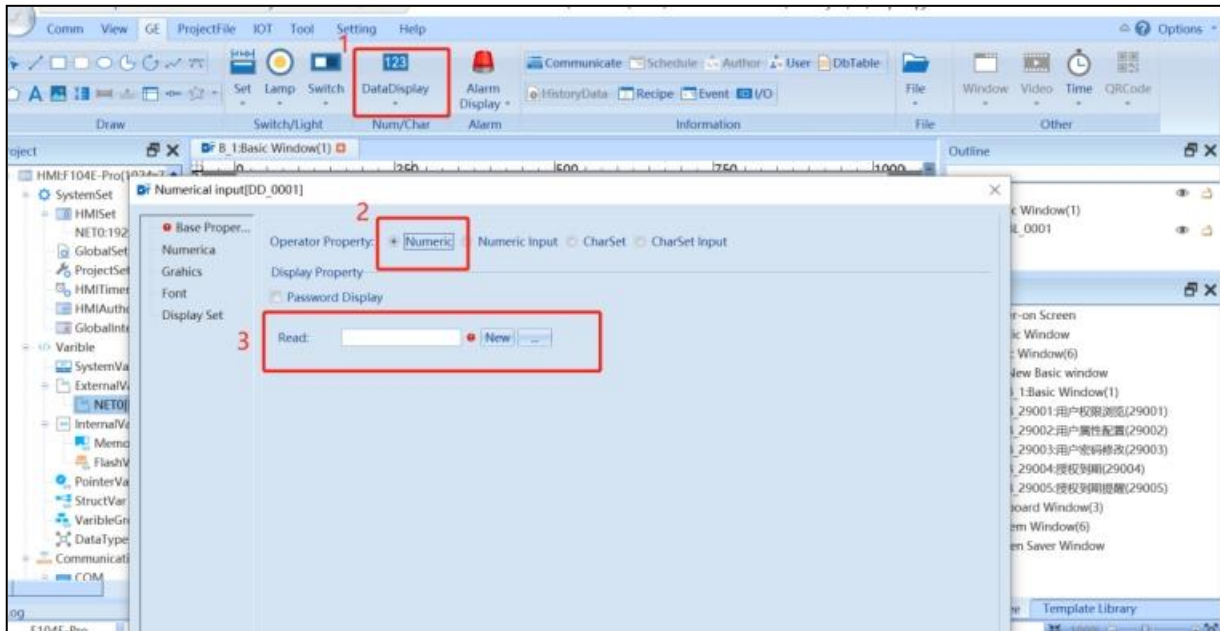 Comm View GE ProjectFile IOT Tool Setting Help
Options
1
123
Set Lamp Switch DataDisplay Alarm Display
Communicate Schedule Author User DbTable
HistoryData Recipe Event I/O
File Window Video Time QRCode
Draw Switch/Light Num/Char Alarm Information File Other
oject
B_1:Basic Window(1)
Outline
0 250 500 750 1000
HMI:F104E-Pro
SystemSet
HMISet
NET0:192
GlobalSet
ProjectSet
HMITimer
HMIAutho
GlobalInte
Varible
SystemVa
ExternalVa
NET0
InternalVa
Memo
FlashV
PointerVa
StructVar
VaribleGr
DataType
Communicati
COM
og
F104E-Pro
Numerical input[DD_0001]
Base Proper...
Numerica
Grahics
Font
Display Set
2
Operator Property: Numeric Numeric Input CharSet CharSet Input
Display Property
Password Display
3
Read: New ...
c Window(1)
0001
r-on Screen
ic Window
Window(6)
New Basic window
1:Basic Window(1)
29001:用户权限浏览(29001)
29002:用户属性配置(29002)
29003:用户密码修改(29003)
29004:授权到期(29004)
29005:授权到期提醒(29005)
board Window(3)
em Window(6)
en Saver Window
Template Library
100%